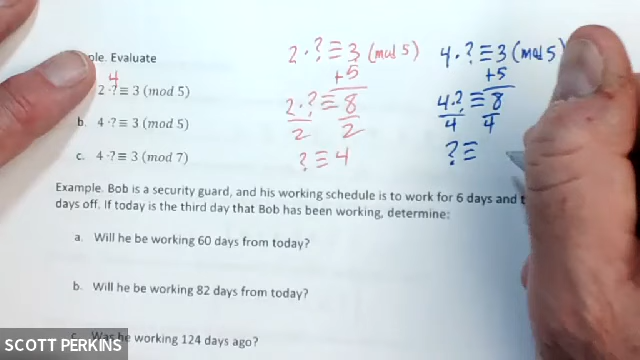 ple. Evaluate
4
2 ·? ≡ 3 (mod 5)
b. 4 ·? ≡ 3 (mod 5)
c. 4 ·? ≡ 3 (mod 7)
2 · ? ≡ 3 (mod 5)
+5
2 · ? ≡ 8
2 2
? ≡ 4
4 · ? ≡ 3 (mod 5)
+5
4 · ? ≡ 8
4 4
? ≡
Example. Bob is a security guard, and his working schedule is to work for 6 days and
days off. If today is the third day that Bob has been working, determine:
a. Will he be working 60 days from today?
b. Will he be working 82 days from today?
c. Was he working 124 days ago?
SCOTT PERKINS